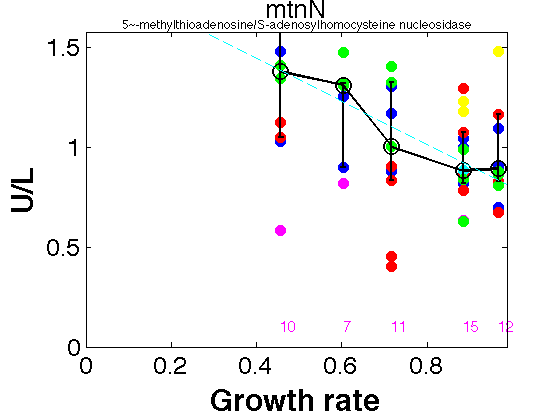 mtnN
5~-methylthioadenosine/S-adenosylhomocysteine nucleosidase
1.5
1
0.5
0
U/L
10 7 11 15 12
0 0.2 0.4 0.6 0.8
Growth rate